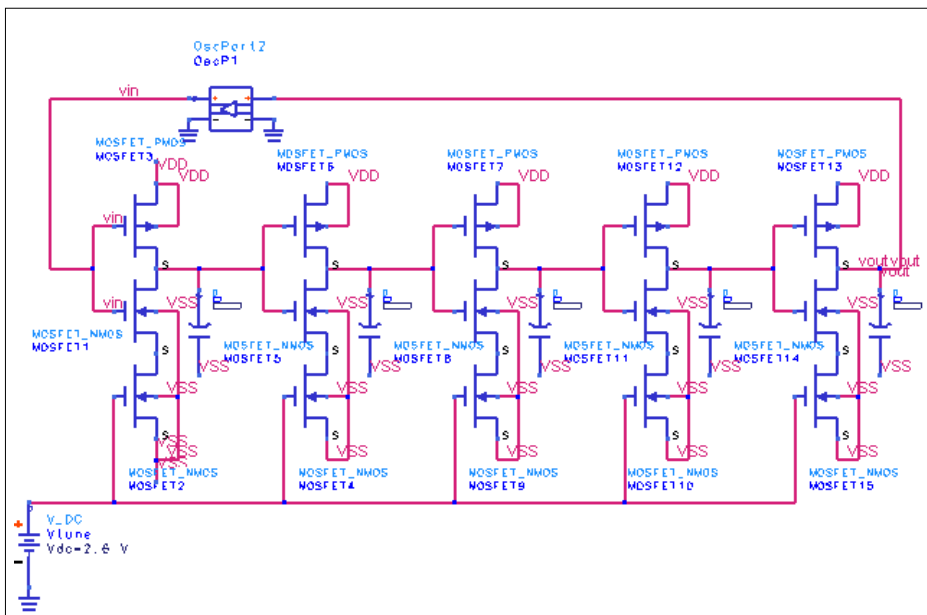 OscPort2
OscP1
vin
MOSFET_PMOS
MOSFET3
VDD
VDD
MOSFET_PMOS
MOSFET6
VDD
MOSFET_PMOS
MOSFET7
VDD
MOSFET_PMOS
MOSFET12
VDD
MOSFET_PMOS
MOSFET13
VDD
vin
S
S
S
S
S
vout
vout
vout
vin
VSS
VSS
VSS
VSS
VSS
MOSFET_NMOS
MOSFET1
MOSFET_NMOS
MOSFET5
MOSFET_NMOS
MOSFET8
MOSFET_NMOS
MOSFET11
MOSFET_NMOS
MOSFET14
S
S
S
S
S
VSS
VSS
VSS
VSS
VSS
VSS
VSS
VSS
VSS
VSS
S
S
S
S
S
VSS
VSS
VSS
MOSFET_NMOS
MOSFET2
MOSFET_NMOS
MOSFET4
MOSFET_NMOS
MOSFET9
MOSFET_NMOS
MOSFET10
MOSFET_NMOS
MOSFET15
V_DC
Vtune
Vdc=2.6 V